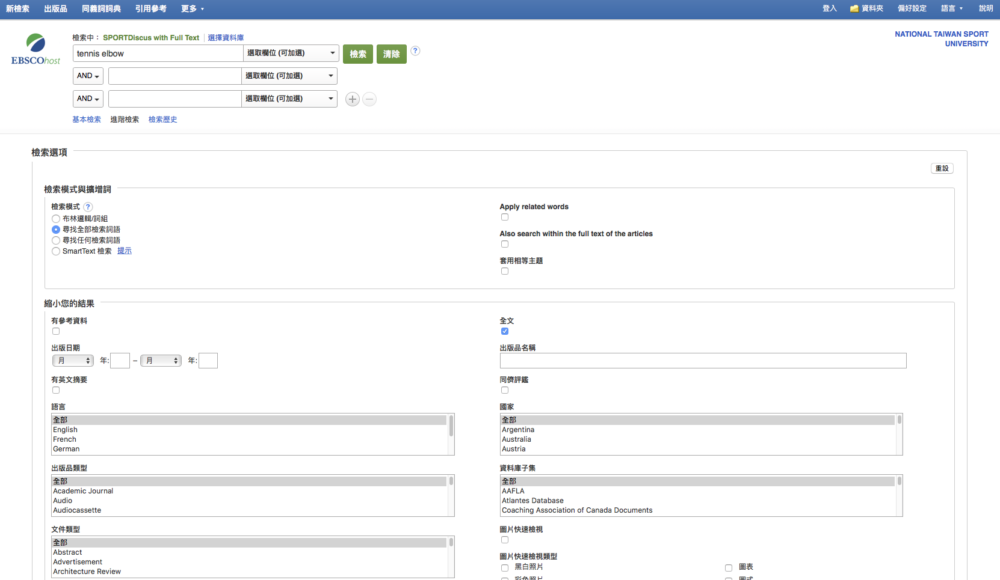 新檢索 出版品 同義詞詞典 引用參考 更多 登入 資料夾 偏好設定 語言 說明
EBSCOhost
檢索中： SPORTDiscus with Full Text 選擇資料庫
NATIONAL TAIWAN SPORT
UNIVERSITY
tennis elbow 選取欄位 (可加選) 檢索 清除 ?
AND 選取欄位 (可加選)
AND 選取欄位 (可加選)
基本檢索 進階檢索 檢索歷史
檢索選項
重設
檢索模式與擴增詞
檢索模式 ?
布林邏輯/詞組
尋找全部檢索詞語
尋找任何檢索詞語
SmartText 檢索 提示
Apply related words
Also search within the full text of the articles
套用相等主題
縮小您的結果
有參考資料
全文
出版日期
月 年: – 月 年:
出版品名稱
有英文摘要
同儕評鑑
語言
全部
English
French
German
國家
全部
Argentina
Australia
Austria
出版品類型
全部
Academic Journal
Audio
Audiocassette
資料庫子集
全部
AAFLA
Atlantes Database
Coaching Association of Canada Documents
文件類型
全部
Abstract
Advertisement
Architecture Review
圖片快速檢視
圖片快速檢視類型
黑白照片 圖表
彩色照片 圖式